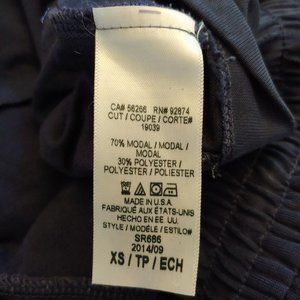 CA# 56266 RN# 92874
CUT / COUPE / CORTE#
19039
70% MODAL / MODAL /
MODAL
30% POLYESTER /
POLYESTER / POLIESTER
MADE IN U.S.A.
FABRIQUÉ AUX ÉTATS-UNIS
HECHO EN EE. UU.
STYLE / MODÈLE / ESTILO#
SR686
2014/09
XS / TP / ECH